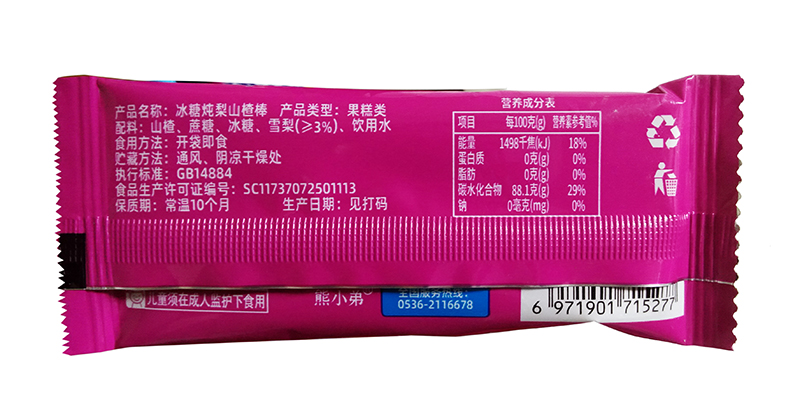 产品名称：冰糖炖梨山楂棒 产品类型：果糕类
配料：山楂、蔗糖、冰糖、雪梨(≥3%)、饮用水
食用方法：开袋即食
贮藏方法：通风、阴凉干燥处
执行标准：GB14884
食品生产许可证编号：SC11737072501113
保质期：常温10个月 生产日期：见打码
营养成分表
项目 每100克(g) 营养素参考值%
能量 1498千焦(kJ) 18%
蛋白质 0克(g) 0%
脂肪 0克(g) 0%
碳水化合物 88.1克(g) 29%
钠 0毫克(mg) 0%
儿童须在成人监护下食用
熊小弟®
全国服务热线：
0536-2116678
6 971901 715277